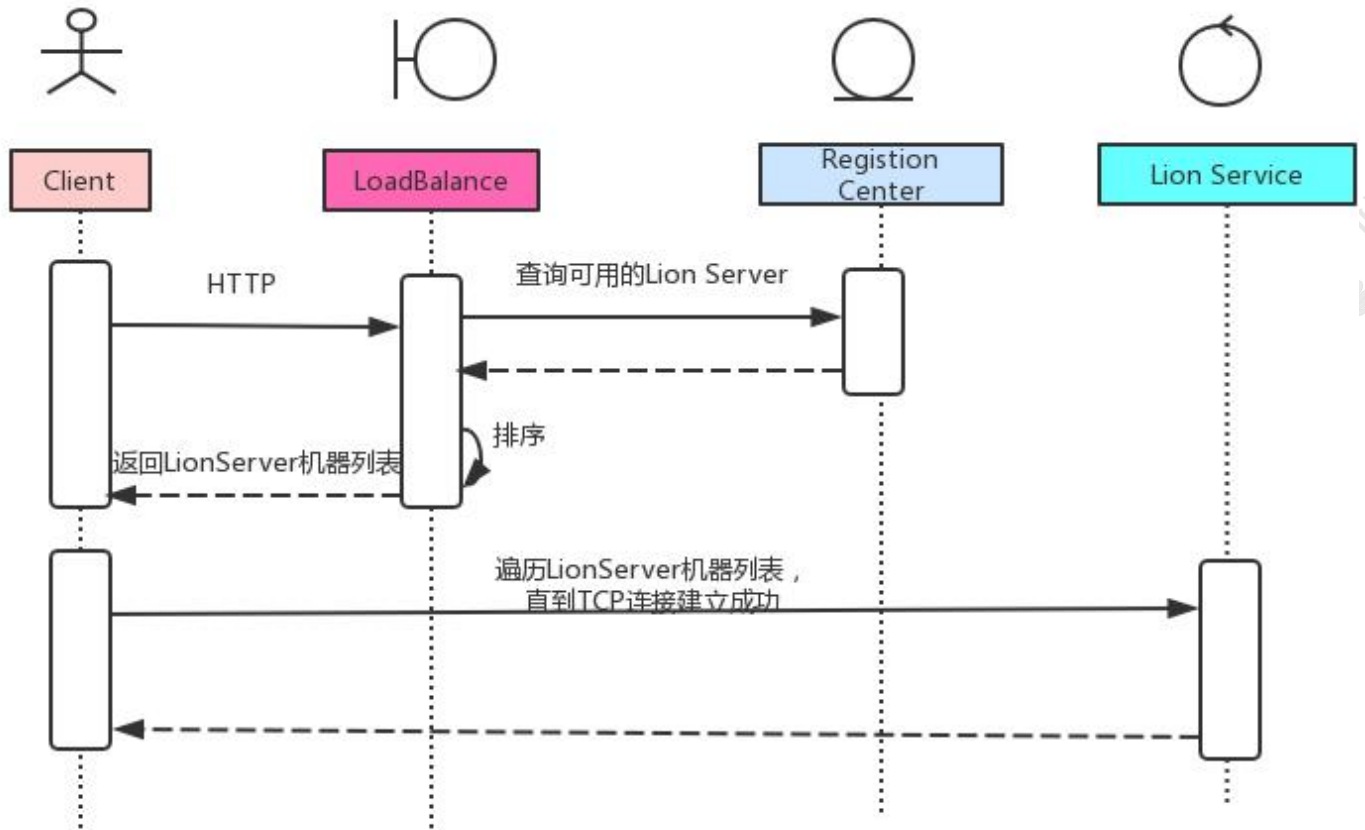 Client
LoadBalance
Registion
Center
Lion Service
HTTP
查询可用的Lion Server
排序
返回LionServer机器列表
遍历LionServer机器列表，
直到TCP连接建立成功